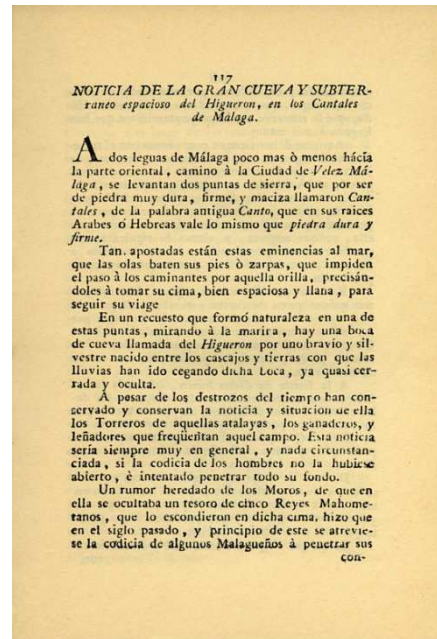 117
NOTICIA DE LA GRAN CUEVA Y SUBTER-
raneo espacioso del Higueron, en los Cantales
de Malaga.
A dos leguas de Málaga poco mas ò menos hácia
la parte oriental, camino à la Ciudad de Velez Má-
laga, se levantan dos puntas de sierra, que por ser
de piedra muy dura, firme, y maciza llamaron Can-
tales, de la palabra antigua Canto, que en sus raices
Arabes ó Hebreas vale lo mismo que piedra dura y
firme.
Tan. apostadas están estas eminencias al mar,
que las olas baten sus pies ò zarpas, que impiden
el paso à los caminantes por aquella orilla, precisán-
doles à tomar su cima, bien espaciosa y llana, para
seguir su viage
En un recuesto que formó naturaleza en una de
estas puntas, mirando à la marira, hay una boca
de cueva llamada del Higueron por uno bravio y sil-
vestre nacido entre los cascajos y tierras con que las
lluvias han ido cegando dicha boca, ya quasi cer-
rada y oculta.
A pesar de los destrozos del tiempo han con-
servado y conservan la noticia y situacion de ella
los Torreros de aquellas atalayas, los ganaderos, y
leñadores que freqüentan aquel campo. Esta noticia
sería siempre muy en general, y nada circunstan-
ciada, si la codicia de los hombres no la hubiese
abierto, è intentado penetrar todo su fondo.
Un rumor heredado de los Moros, de que en
ella se ocultaba un tesoro de cinco Reyes Mahome-
tanos, que lo escondieron en dicha cima, hizo que
en el siglo pasado, y principio de este se atrevie-
se la codicia de algunos Malagueños à penetrar sus
con-